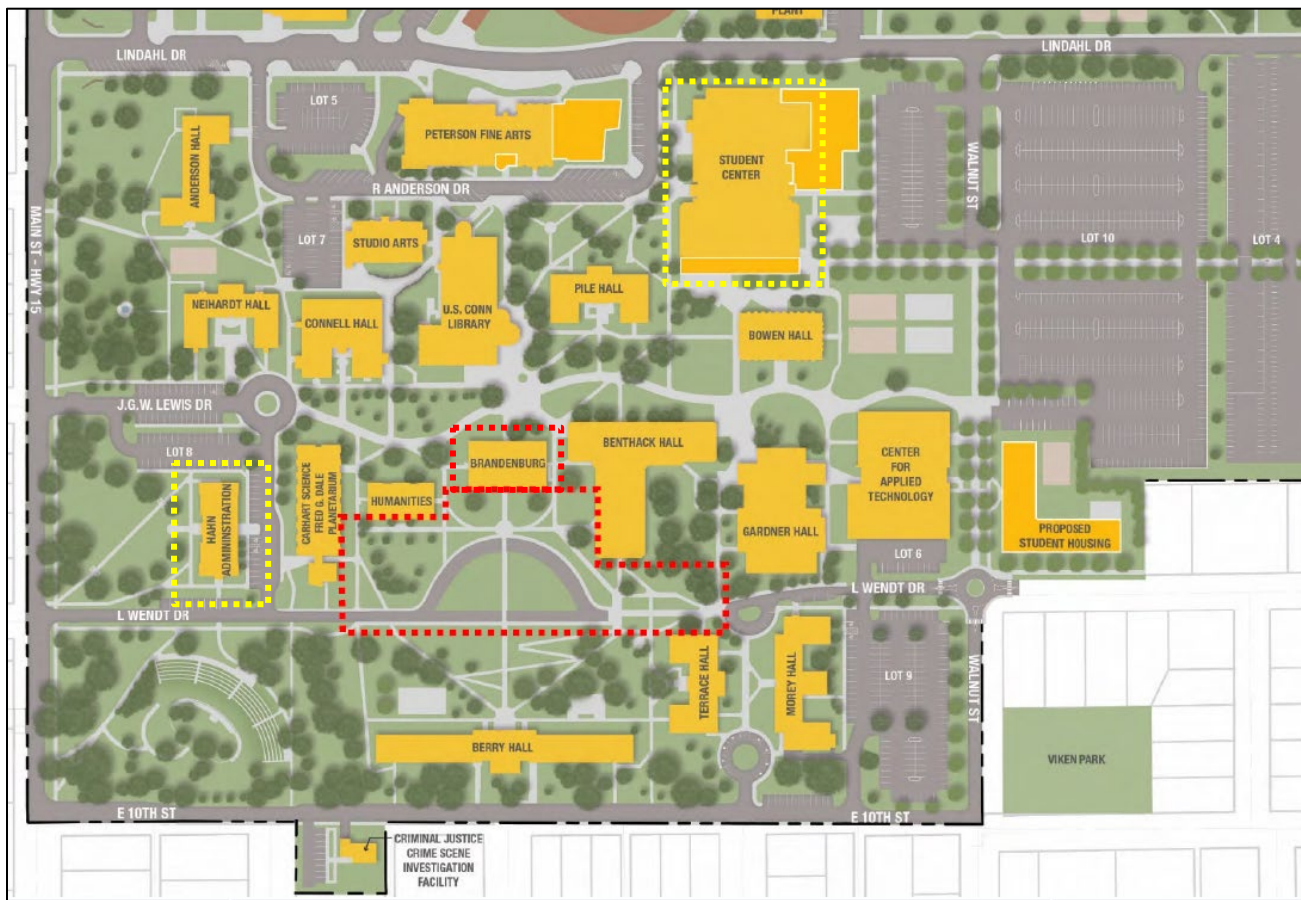 PLANT
LINDAHL DR
LINDAHL DR
LOT 5
PETERSON FINE ARTS
ANDERSON HALL
STUDENT
CENTER
WALNUT ST
R ANDERSON DR
MAIN ST - HWY 15
LOT 7
STUDIO ARTS
LOT 10
LOT 4
NEIHARDT HALL
CONNELL HALL
U.S. CONN
LIBRARY
PILE HALL
BOWEN HALL
J.G.W. LEWIS DR
LOT 8
BRANDENBURG
BENTHACK HALL
HAHN
ADMININSTRATION
CARHART SCIENCE
FRED G. DALE
PLANETARIUM
HUMANITIES
GARDNER HALL
CENTER
FOR
APPLIED
TECHNOLOGY
PROPOSED
STUDENT HOUSING
LOT 6
L WENDT DR
L WENDT DR
TERRACE HALL
MOREY HALL
LOT 9
WALNUT ST
BERRY HALL
VIKEN PARK
E 10TH ST
E 10TH ST
CRIMINAL JUSTICE
CRIME SCENE
INVESTIGATION
FACILITY